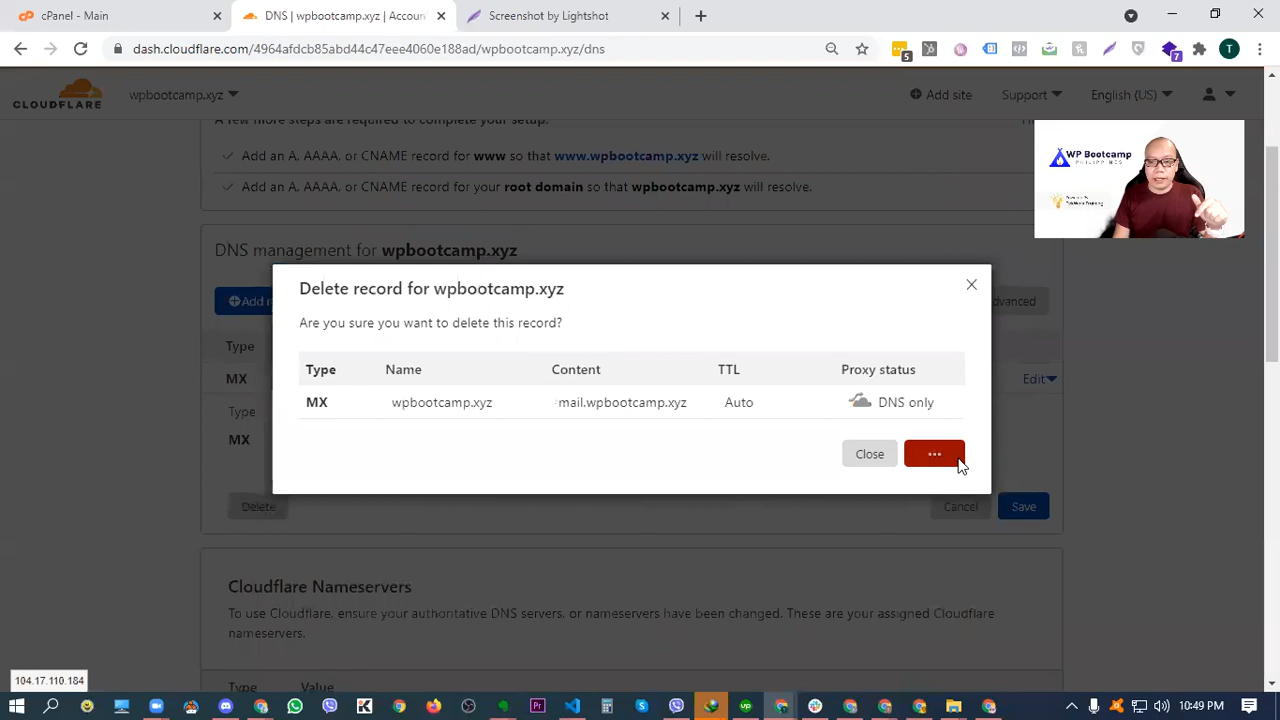 cPanel - Main
DNS | wpbootcamp.xyz | Accoun
Screenshot by Lightshot
dash.cloudflare.com/4964afdcb85abd44c47eee4060e188ad/wpbootcamp.xyz/dns
5
7
T
CLOUDFLARE
wpbootcamp.xyz
Add site
Support
English (US)
A few more steps are required to complete your setup.
Add an A, AAAA, or CNAME record for www so that www.wpbootcamp.xyz will resolve.
Add an A, AAAA, or CNAME record for your root domain so that wpbootcamp.xyz will resolve.
WP Bootcamp
PHILIPPINES
DNS management for wpbootcamp.xyz
Add
Advanced
Delete record for wpbootcamp.xyz
Are you sure you want to delete this record?
Type Name Content TTL Proxy status
MX wpbootcamp.xyz mail.wpbootcamp.xyz Auto DNS only
Close ...
Type
MX
Edit
Type
MX
Delete
Cancel
Save
Cloudflare Nameservers
To use Cloudflare, ensure your authoritative DNS servers, or nameservers have been changed. These are your assigned Cloudflare
nameservers.
Type Value
104.17.110.184
10:49 PM